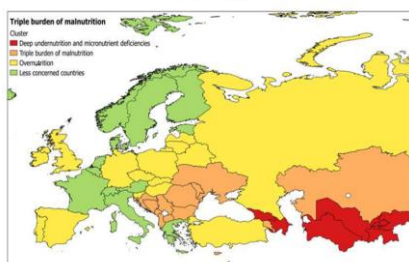 Triple burden of malnutrition
Cluster
Deep undernutrition and micronutrient deficiencies
Triple burden of malnutrition
Overnutrition
Less concerned countries